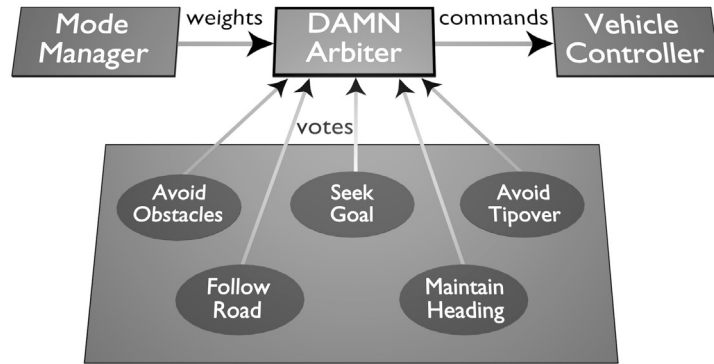 Mode
Manager
weights
DAMN
Arbiter
commands
Vehicle
Controller
votes
Avoid
Obstacles
Seek
Goal
Avoid
Tipover
Follow
Road
Maintain
Heading